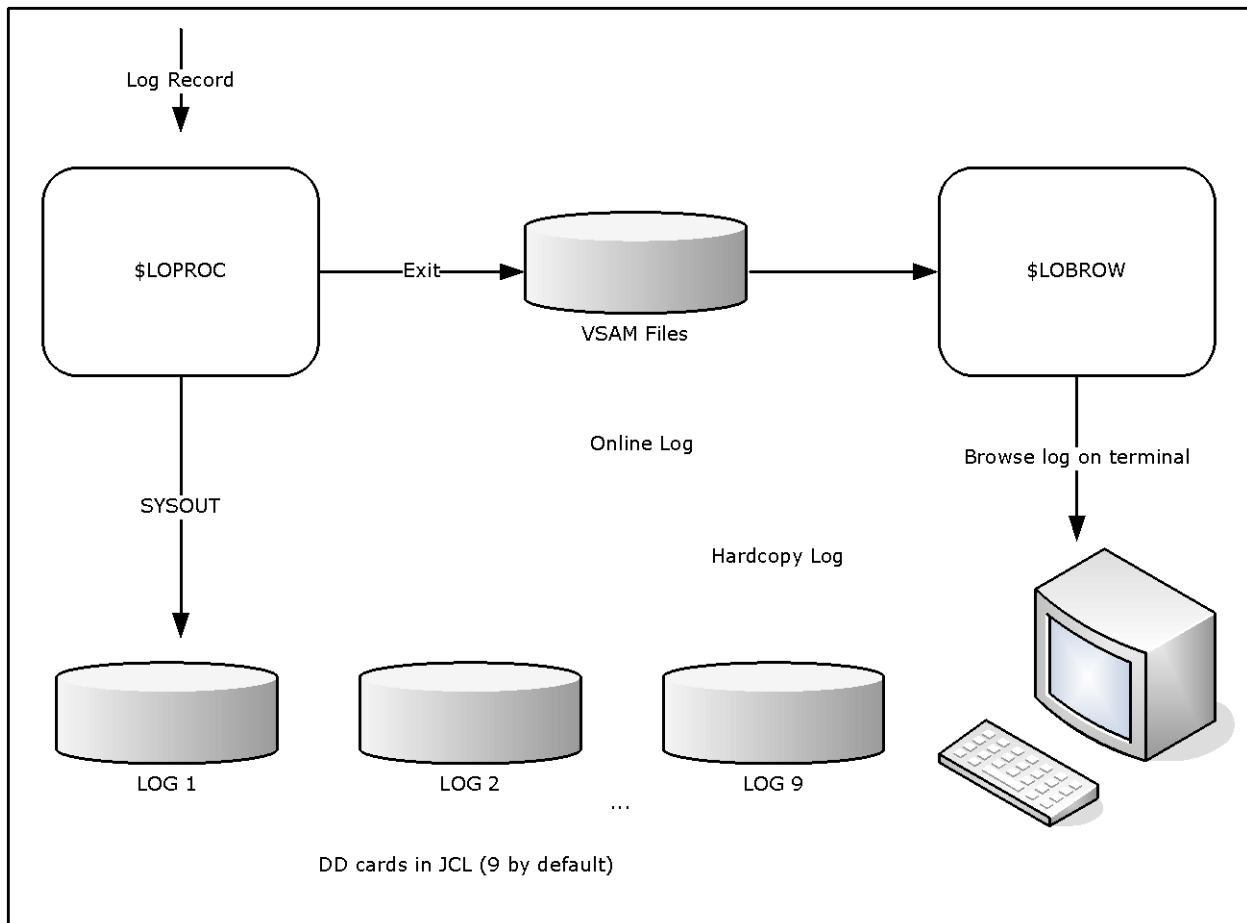 Log Record
$LOPROC
Exit
VSAM Files
$LOBROW
Online Log
Browse log on terminal
SYSOUT
Hardcopy Log
LOG 1
LOG 2
...
LOG 9
DD cards in JCL (9 by default)